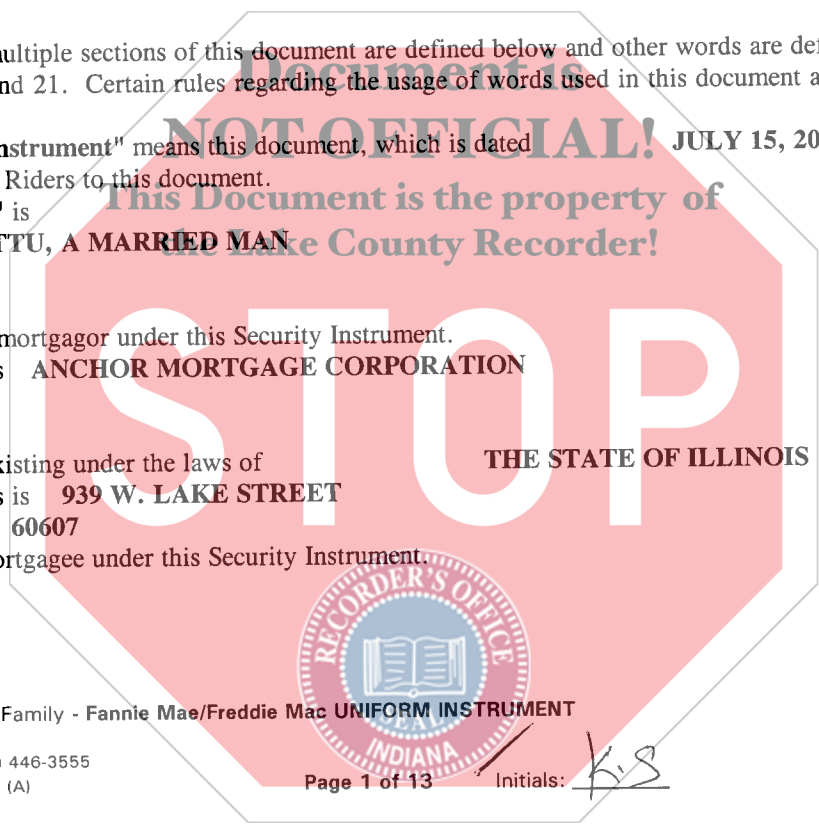 multiple sections of this document are defined below and other words are def
nd 21. Certain rules regarding the usage of words used in this document a
Document is
nstrument" means this document, which is dated JULY 15, 20
NOT OFFICIAL!
Riders to this document.
This Document is the property of
" is
TTU, A MARRIED MAN
the Lake County Recorder!
STOP
mortgagor under this Security Instrument.
s ANCHOR MORTGAGE CORPORATION
xisting under the laws of THE STATE OF ILLINOIS
s is 939 W. LAKE STREET
60607
ortgagee under this Security Instrument.
RECORDER'S OFFICE
SEAL
INDIANA
Family - Fannie Mae/Freddie Mac UNIFORM INSTRUMENT
446-3555
(A)
Page 1 of 13 Initials: K.S